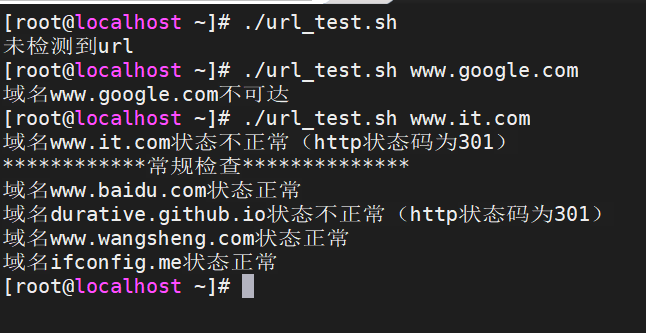 [root@localhost ~]# ./url_test.sh
未检测到url
[root@localhost ~]# ./url_test.sh www.google.com
域名www.google.com不可达
[root@localhost ~]# ./url_test.sh www.it.com
域名www.it.com状态不正常（http状态码为301）
************常规检查**************
域名www.baidu.com状态正常
域名durative.github.io状态不正常（http状态码为301）
域名www.wangsheng.com状态正常
域名ifconfig.me状态正常
[root@localhost ~]#